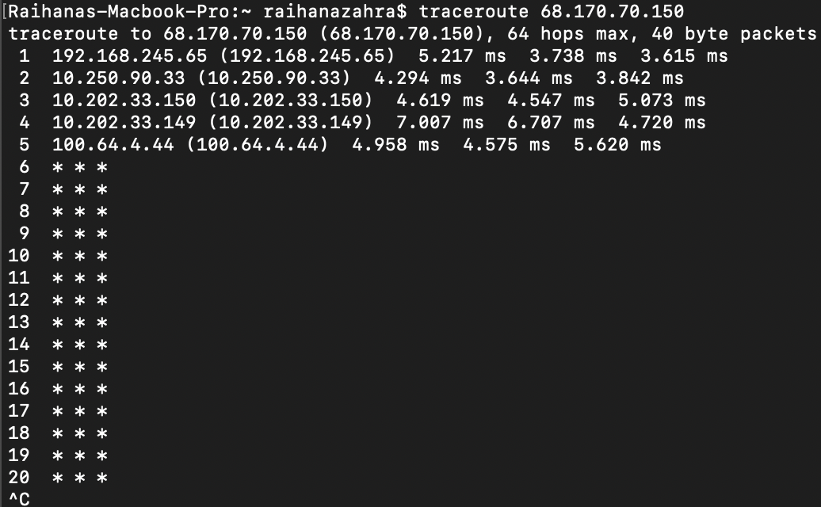 [Raihanas-Macbook-Pro:~ raihanazahra$ traceroute 68.170.70.150
traceroute to 68.170.70.150 (68.170.70.150), 64 hops max, 40 byte packets
 1  192.168.245.65 (192.168.245.65)  5.217 ms  3.738 ms  3.615 ms
 2  10.250.90.33 (10.250.90.33)  4.294 ms  3.644 ms  3.842 ms
 3  10.202.33.150 (10.202.33.150)  4.619 ms  4.547 ms  5.073 ms
 4  10.202.33.149 (10.202.33.149)  7.007 ms  6.707 ms  4.720 ms
 5  100.64.4.44 (100.64.4.44)  4.958 ms  4.575 ms  5.620 ms
 6  * * *
 7  * * *
 8  * * *
 9  * * *
10  * * *
11  * * *
12  * * *
13  * * *
14  * * *
15  * * *
16  * * *
17  * * *
18  * * *
19  * * *
20  * * *
^C